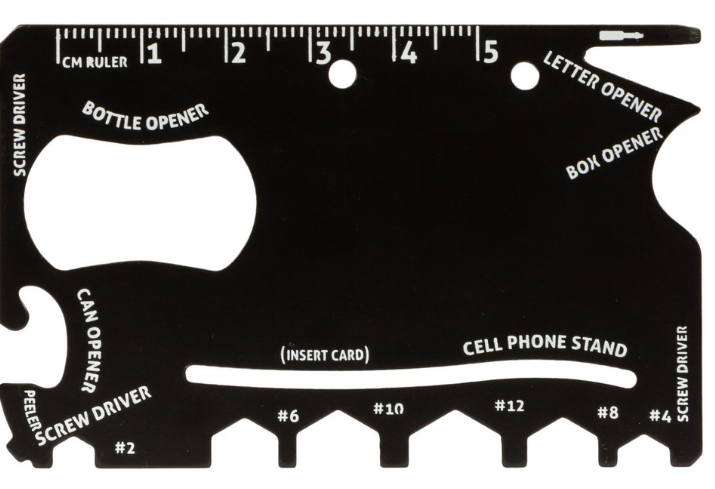 CM RULER 1 2 3 4 5
LETTER OPENER
SCREW DRIVER
BOTTLE OPENER
BOX OPENER
CAN OPENER
(INSERT CARD)
CELL PHONE STAND
SCREW DRIVER
PEELER
SCREW DRIVER
#2
#6
#10
#12
#8
#4